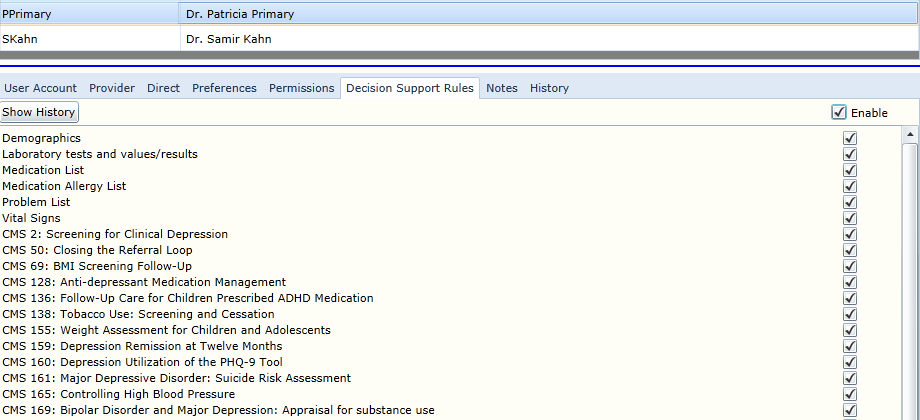 PPrimary Dr. Patricia Primary
SKahn Dr. Samir Kahn
User Account Provider Direct Preferences Permissions Decision Support Rules Notes History
Show History Enable
Demographics
Laboratory tests and values/results
Medication List
Medication Allergy List
Problem List
Vital Signs
CMS 2: Screening for Clinical Depression
CMS 50: Closing the Referral Loop
CMS 69: BMI Screening Follow-Up
CMS 128: Anti-depressant Medication Management
CMS 136: Follow-Up Care for Children Prescribed ADHD Medication
CMS 138: Tobacco Use: Screening and Cessation
CMS 155: Weight Assessment for Children and Adolescents
CMS 159: Depression Remission at Twelve Months
CMS 160: Depression Utilization of the PHQ-9 Tool
CMS 161: Major Depressive Disorder: Suicide Risk Assessment
CMS 165: Controlling High Blood Pressure
CMS 169: Bipolar Disorder and Major Depression: Appraisal for substance use